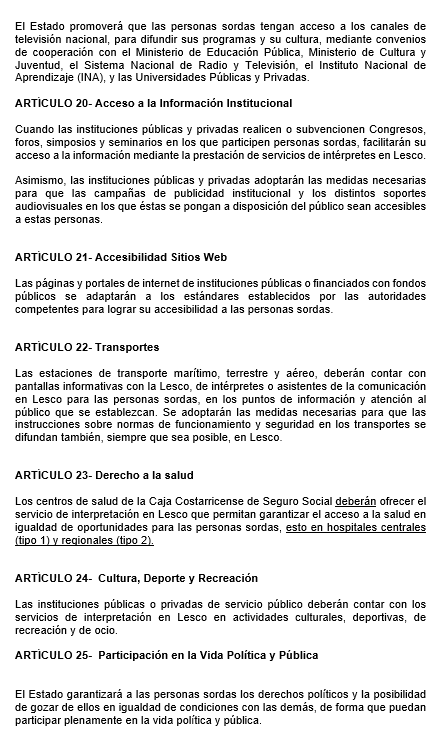 El Estado promoverá que las personas sordas tengan acceso a los canales de
televisión nacional, para difundir sus programas y su cultura, mediante convenios
de cooperación con el Ministerio de Educación Pública, Ministerio de Cultura y
Juventud, el Sistema Nacional de Radio y Televisión, el Instituto Nacional de
Aprendizaje (INA), y las Universidades Públicas y Privadas.
ARTÌCULO 20- Acceso a la Información Institucional
Cuando las instituciones públicas y privadas realicen o subvencionen Congresos,
foros, simposios y seminarios en los que participen personas sordas, facilitarán su
acceso a la información mediante la prestación de servicios de intérpretes en Lesco.
Asimismo, las instituciones públicas y privadas adoptarán las medidas necesarias
para que las campañas de publicidad institucional y los distintos soportes
audiovisuales en los que éstas se pongan a disposición del público sean accesibles
a estas personas.
ARTÌCULO 21- Accesibilidad Sitios Web
Las páginas y portales de internet de instituciones públicas o financiados con fondos
públicos se adaptarán a los estándares establecidos por las autoridades
competentes para lograr su accesibilidad a las personas sordas.
ARTÌCULO 22- Transportes
Las estaciones de transporte marítimo, terrestre y aéreo, deberán contar con
pantallas informativas con la Lesco, de intérpretes o asistentes de la comunicación
en Lesco para las personas sordas, en los puntos de información y atención al
público que se establezcan. Se adoptarán las medidas necesarias para que las
instrucciones sobre normas de funcionamiento y seguridad en los transportes se
difundan también, siempre que sea posible, en Lesco.
ARTÌCULO 23- Derecho a la salud
Los centros de salud de la Caja Costarricense de Seguro Social deberán ofrecer el
servicio de interpretación en Lesco que permitan garantizar el acceso a la salud en
igualdad de oportunidades para las personas sordas, esto en hospitales centrales
(tipo 1) y regionales (tipo 2).
ARTÌCULO 24- Cultura, Deporte y Recreación
Las instituciones públicas o privadas de servicio público deberán contar con los
servicios de interpretación en Lesco en actividades culturales, deportivas, de
recreación y de ocio.
ARTÌCULO 25- Participación en la Vida Política y Pública
El Estado garantizará a las personas sordas los derechos políticos y la posibilidad
de gozar de ellos en igualdad de condiciones con las demás, de forma que puedan
participar plenamente en la vida política y pública.